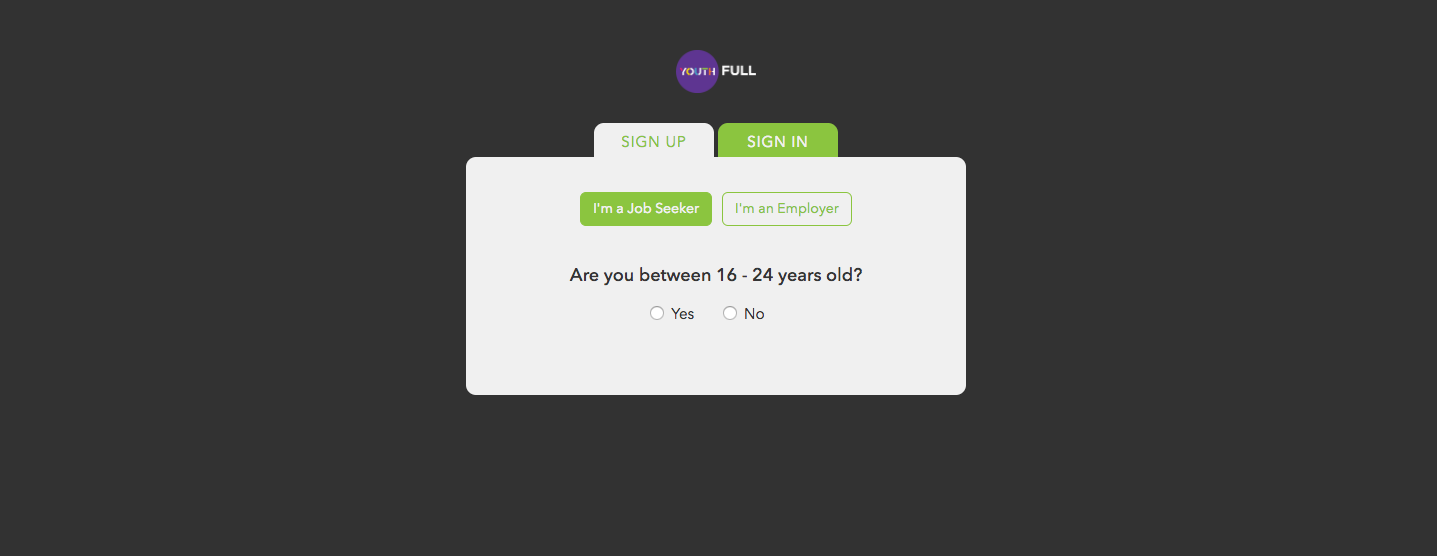 YOUTH FULL
SIGN UP SIGN IN
I'm a Job Seeker I'm an Employer
Are you between 16 - 24 years old?
Yes No